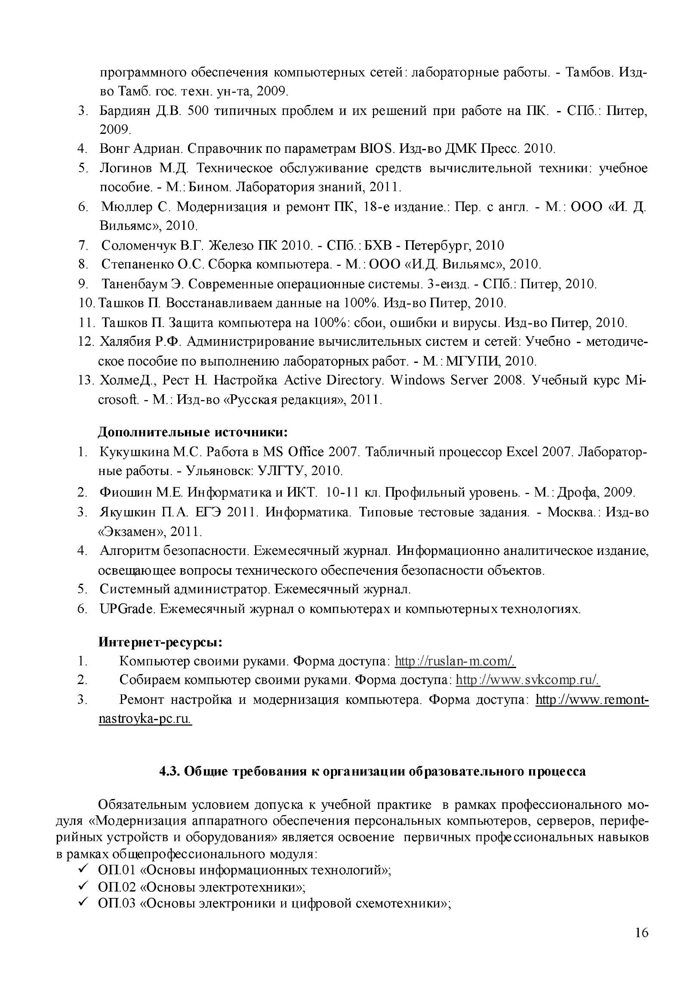 программного обеспечения компьютерных сетей: лабораторные работы. - Тамбов. Изд-
во Тамб. гос. техн. ун-та, 2009.
3. Бардиян Д.В. 500 типичных проблем и их решений при работе на ПК. - СПб.: Питер,
2009.
4. Вонг Адриан. Справочник по параметрам BIOS. Изд-во ДМК Пресс. 2010.
5. Логинов М.Д. Техническое обслуживание средств вычислительной техники: учебное
пособие. - М.: Бином. Лаборатория знаний, 2011.
6. Мюллер С. Модернизация и ремонт ПК, 18-е издание.: Пер. с англ. - М.: ООО «И. Д.
Вильямс», 2010.
7. Соломенчук В.Г. Железо ПК 2010. - СПб.: БХВ - Петербург, 2010
8. Степаненко О.С. Сборка компьютера. - М.: ООО «И.Д. Вильямс», 2010.
9. Таненбаум Э. Современные операционные системы. 3-еизд. - СПб.: Питер, 2010.
10. Ташков П. Восстанавливаем данные на 100%. Изд-во Питер, 2010.
11. Ташков П. Защита компьютера на 100%: сбои, ошибки и вирусы. Изд-во Питер, 2010.
12. Халябия Р.Ф. Администрирование вычислительных систем и сетей: Учебно - методиче-
ское пособие по выполнению лабораторных работ. - М.: МГУПИ, 2010.
13. ХолмеД., Рест Н. Настройка Active Directory. Windows Server 2008. Учебный курс Mi-
crosoft. - М.: Изд-во «Русская редакция», 2011.
Дополнительные источники:
1. Кукушкина М.С. Работа в MS Office 2007. Табличный процессор Excel 2007. Лаборатор-
ные работы. - Ульяновск: УЛГТУ, 2010.
2. Фиошин М.Е. Информатика и ИКТ. 10-11 кл. Профильный уровень. - М.: Дрофа, 2009.
3. Якушкин П.А. ЕГЭ 2011. Информатика. Типовые тестовые задания. - Москва.: Изд-во
«Экзамен», 2011.
4. Алгоритм безопасности. Ежемесячный журнал. Информационно аналитическое издание,
освещающее вопросы технического обеспечения безопасности объектов.
5. Системный администратор. Ежемесячный журнал.
6. UPGrade. Ежемесячный журнал о компьютерах и компьютерных технологиях.
Интернет-ресурсы:
1. Компьютер своими руками. Форма доступа: http://ruslan-m.com/.
2. Собираем компьютер своими руками. Форма доступа: http://www.svkcomp.ru/.
3. Ремонт настройка и модернизация компьютера. Форма доступа: http://www.remont-
nastroyka-pc.ru.
4.3. Общие требования к организации образовательного процесса
Обязательным условием допуска к учебной практике в рамках профессионального мо-
дуля «Модернизация аппаратного обеспечения персональных компьютеров, серверов, перифе-
рийных устройств и оборудования» является освоение первичных профессиональных навыков
в рамках общепрофессионального модуля:
✓ ОП.01 «Основы информационных технологий»;
✓ ОП.02 «Основы электротехники»;
✓ ОП.03 «Основы электроники и цифровой схемотехники»;
16